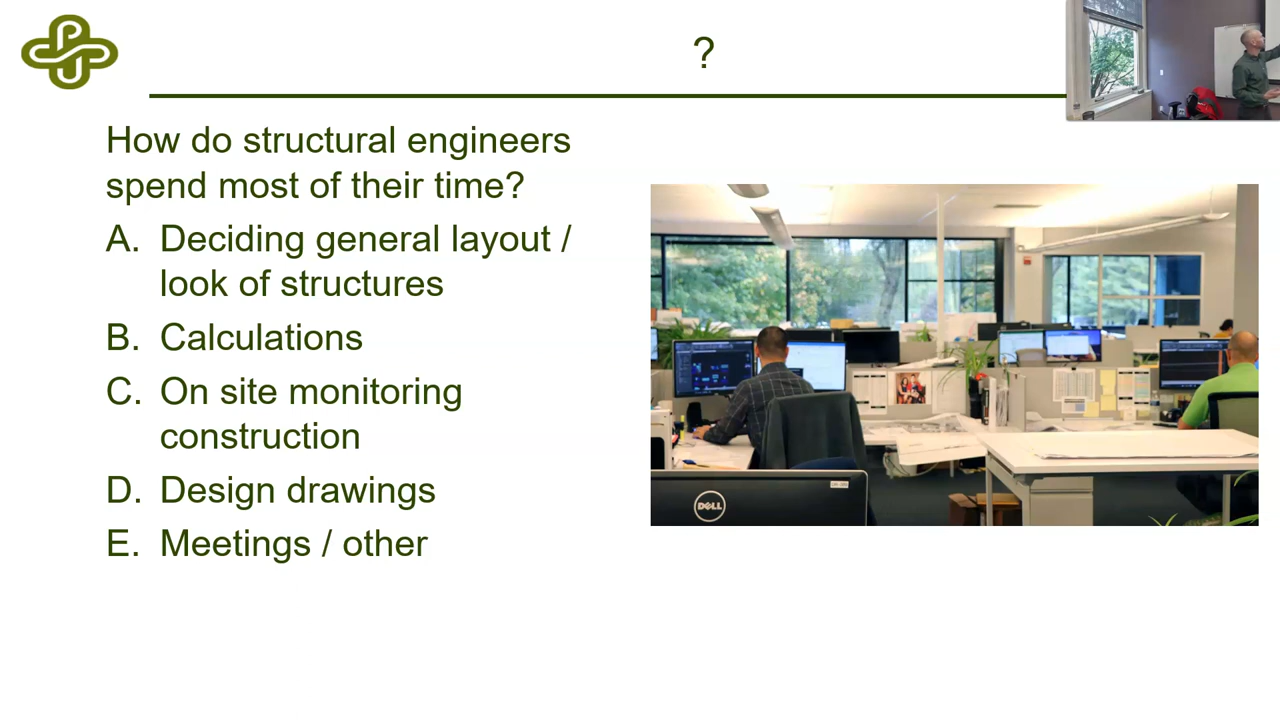 ?
How do structural engineers
spend most of their time?
A. Deciding general layout /
look of structures
B. Calculations
C. On site monitoring
construction
D. Design drawings
E. Meetings / other
DELL